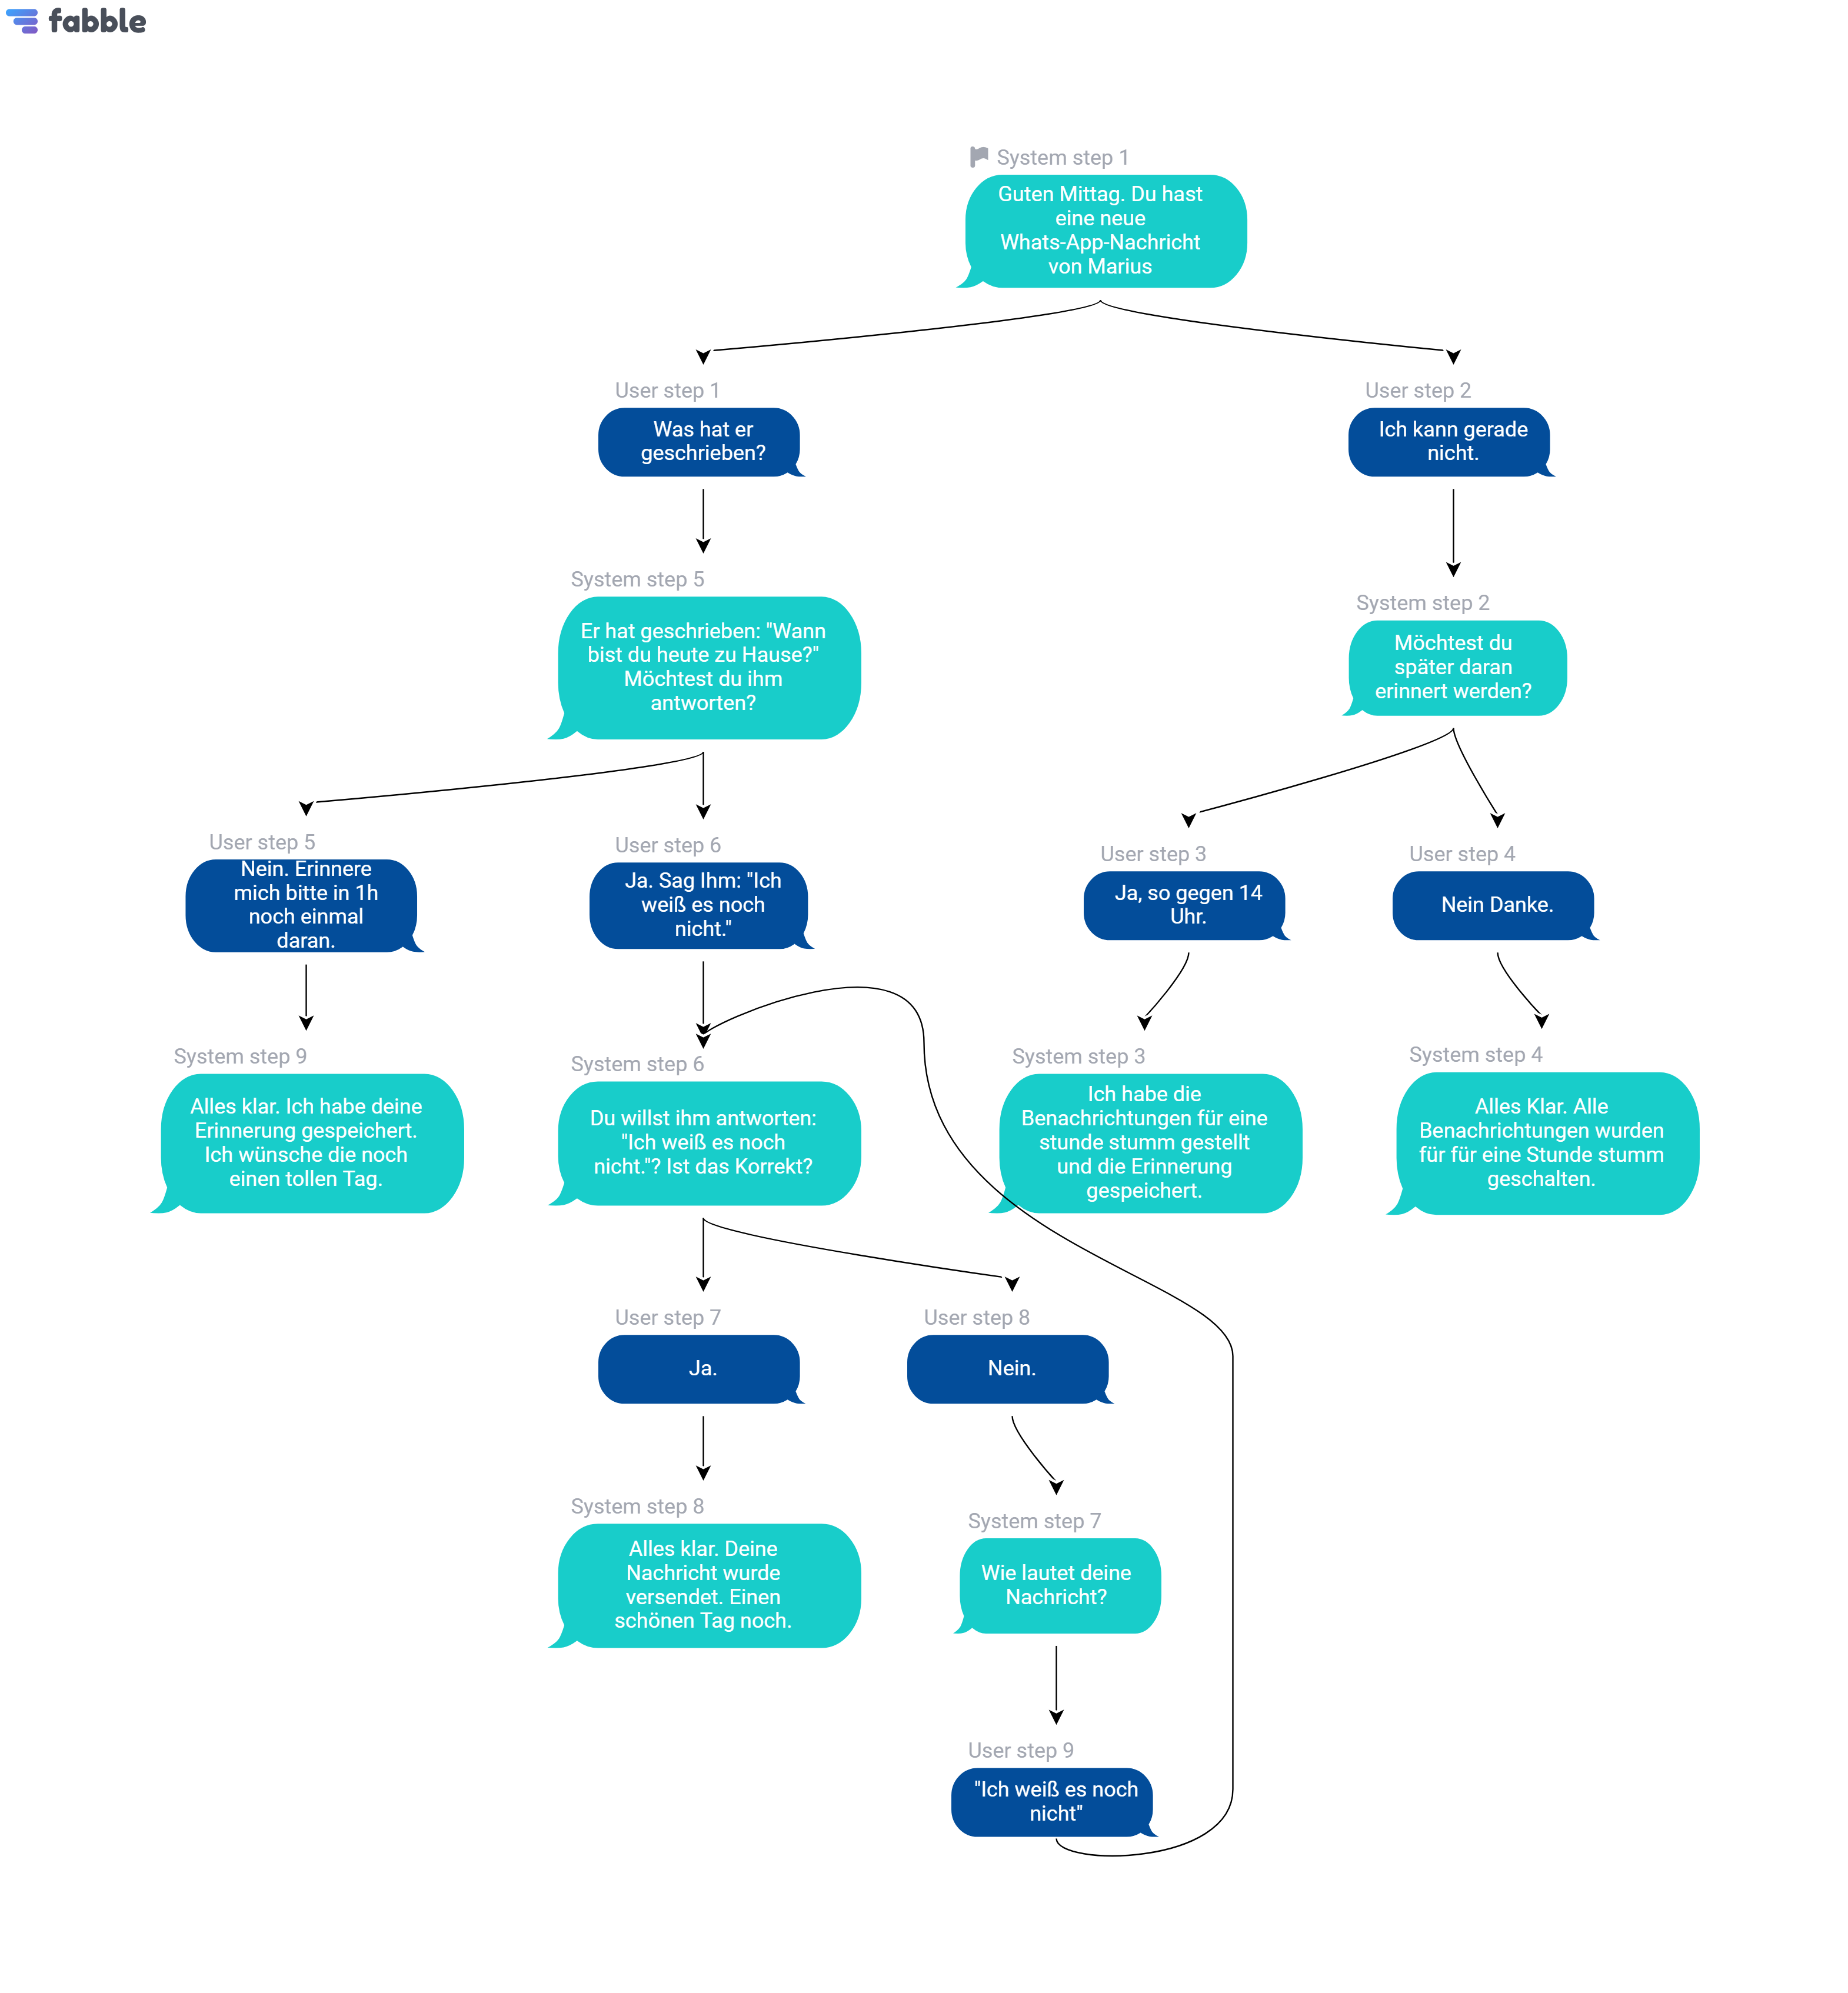 fabble
System step 1
Guten Mittag. Du hast
eine neue
Whats-App-Nachricht
von Marius
User step 1
Was hat er
geschrieben?
User step 2
Ich kann gerade
nicht.
System step 5
Er hat geschrieben: "Wann
bist du heute zu Hause?"
Möchtest du ihm
antworten?
System step 2
Möchtest du
später daran
erinnert werden?
User step 5
Nein. Erinnere
mich bitte in 1h
noch einmal
daran.
User step 6
Ja. Sag Ihm: "Ich
weiß es noch
nicht."
User step 3
Ja, so gegen 14
Uhr.
User step 4
Nein Danke.
System step 9
Alles klar. Ich habe deine
Erinnerung gespeichert.
Ich wünsche die noch
einen tollen Tag.
System step 6
Du willst ihm antworten:
"Ich weiß es noch
nicht."? Ist das Korrekt?
System step 3
Ich habe die
Benachrichtungen für eine
stunde stumm gestellt
und die Erinnerung
gespeichert.
System step 4
Alles Klar. Alle
Benachrichtungen wurden
für für eine Stunde stumm
geschalten.
User step 7
Ja.
User step 8
Nein.
System step 8
Alles klar. Deine
Nachricht wurde
versendet. Einen
schönen Tag noch.
System step 7
Wie lautet deine
Nachricht?
User step 9
"Ich weiß es noch
nicht"